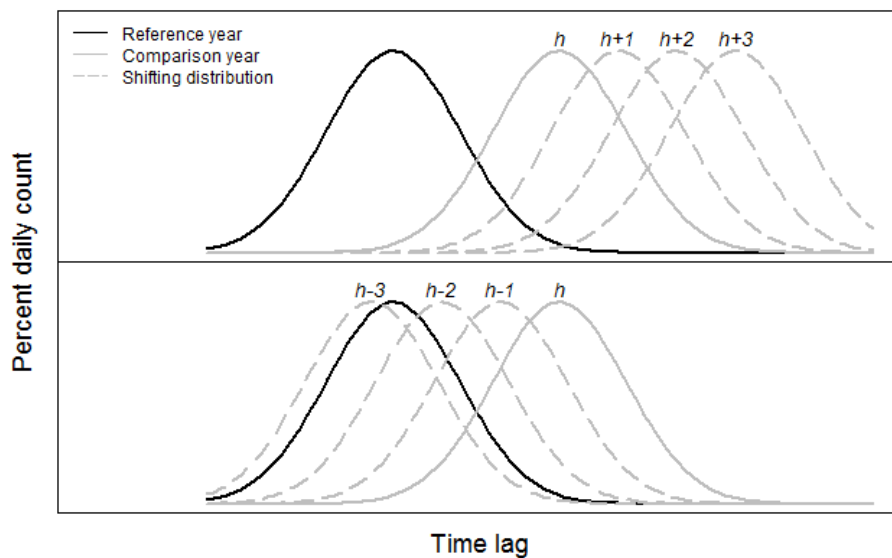 Reference year
Comparison year
Shifting distribution
h
h+1
h+2
h+3
h-3
h-2
h-1
h
Percent daily count
Time lag